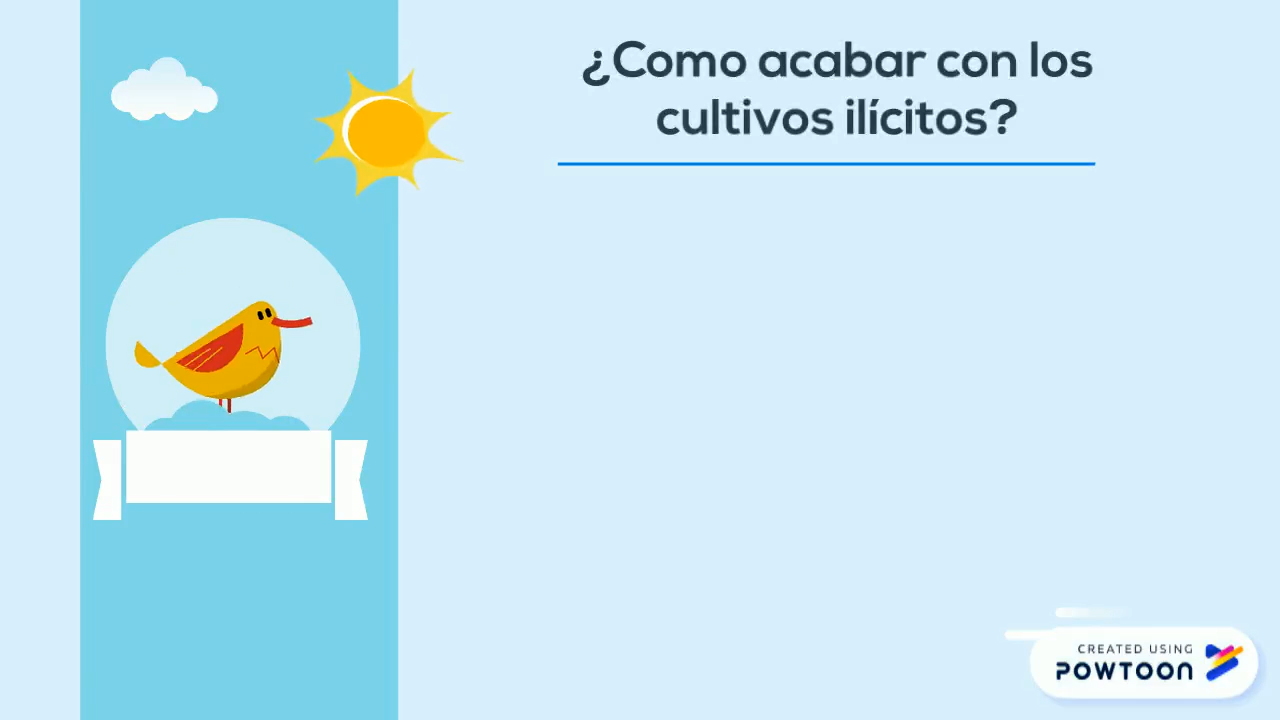 ¿Como acabar con los
cultivos ilícitos?
CREATED USING
POWTOON